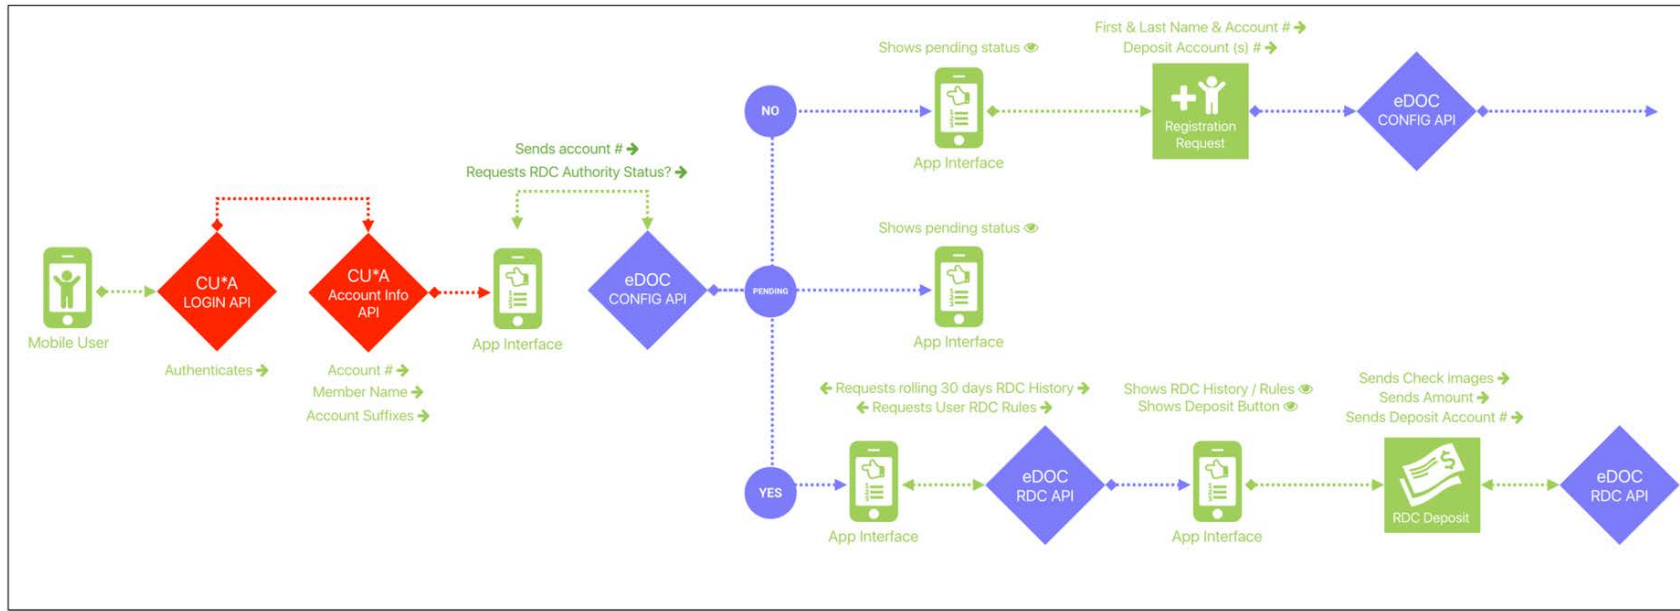 Mobile User
CU*A
LOGIN API
Authenticates
CU*A
Account Info
API
Account #
Member Name
Account Suffixes
App Interface
Sends account #
Requests RDC Authority Status?
eDOC
CONFIG API
NO
Shows pending status
App Interface
First & Last Name & Account #
Deposit Account (s) #
Registration
Request
eDOC
CONFIG API
PENDING
Shows pending status
App Interface
YES
Requests rolling 30 days RDC History
Requests User RDC Rules
App Interface
eDOC
RDC API
Shows RDC History / Rules
Shows Deposit Button
App Interface
Sends Check images
Sends Amount
Sends Deposit Account #
RDC Deposit
eDOC
RDC API